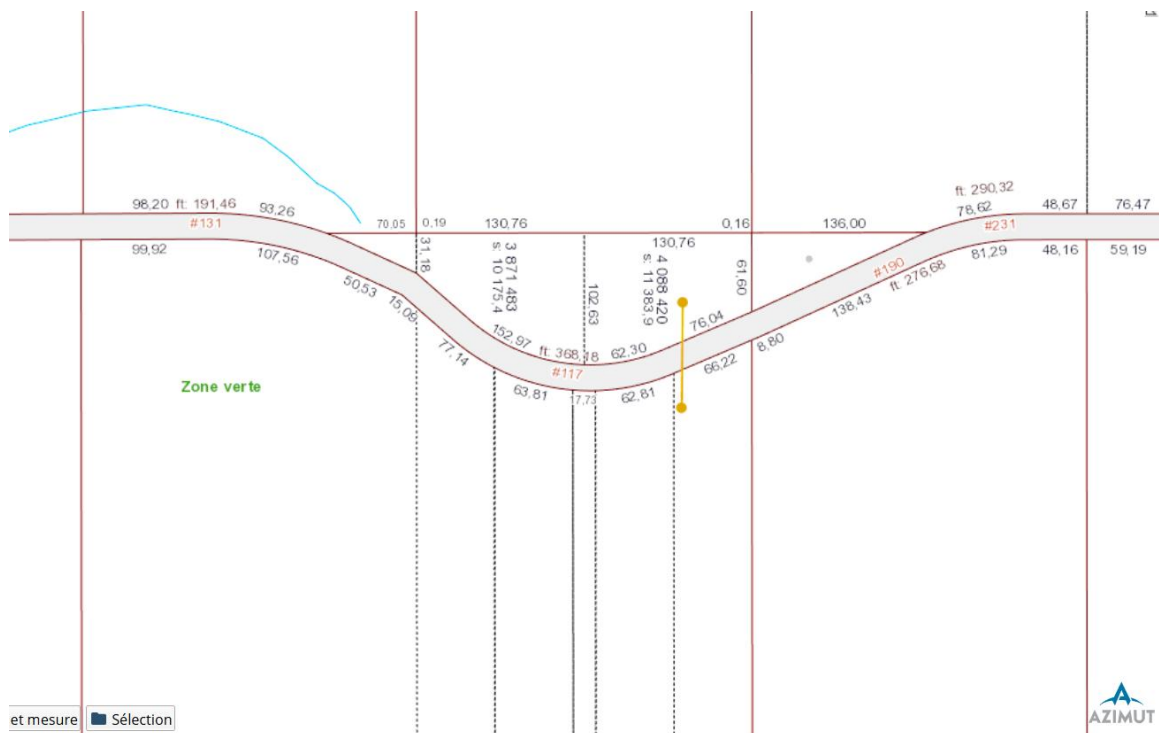 98,20 ft: 191,46
93,26
#131
99,92
107,56
70,05
0,19
130,76
0,16
136,00
ft: 290,32
78,62
48,67
76,47
#231
81,29
48,16
59,19
31,18
3 871 483
s: 10 175,4
130,76
4 088 420
s: 11 383,9
61,60
#190
ft: 276,68
138,43
50,53
15,09
102,63
76,04
152,97
ft: 368,18
62,30
8,80
66,22
77,14
#117
63,81
17,73
62,81
Zone verte
et mesure
Sélection
AZIMUT